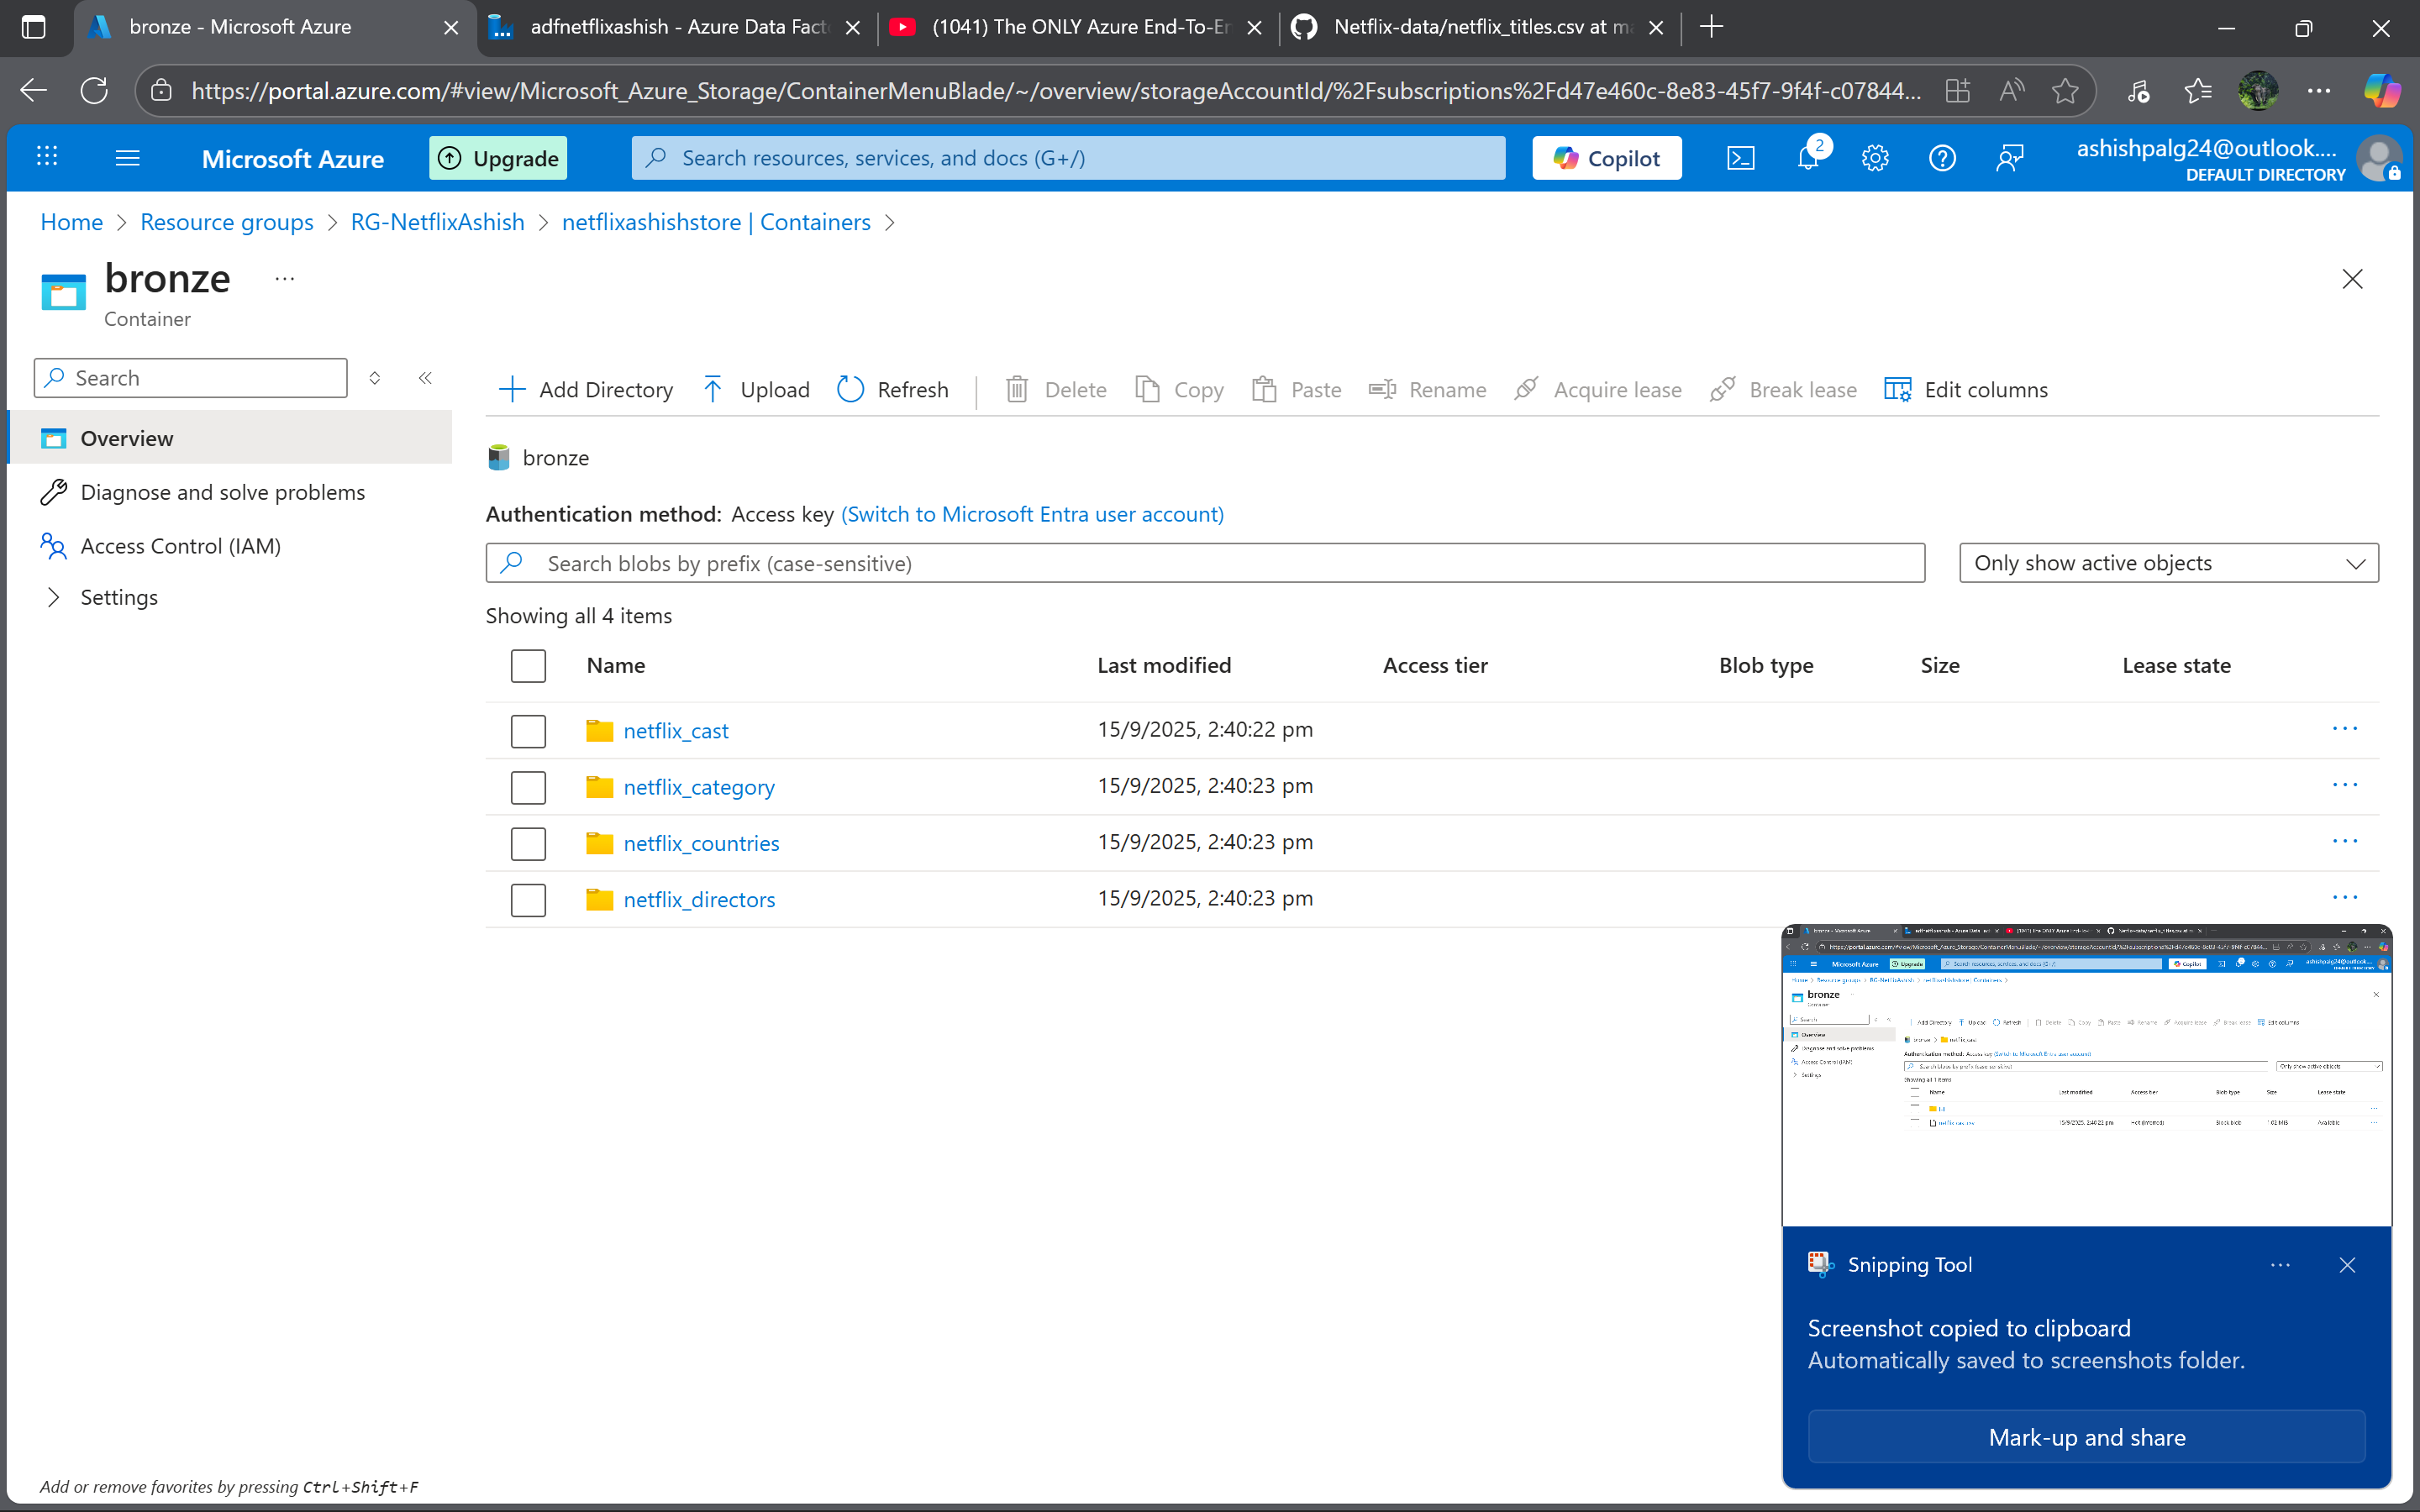 bronze - Microsoft Azure
adfnetflixashish - Azure Data Fact
(1041) The ONLY Azure End-To-En
Netflix-data/netflix_titles.csv at ma
https://portal.azure.com/#view/Microsoft_Azure_Storage/ContainerMenuBlade/~/overview/storageAccountId/%2Fsubscriptions%2Fd47e460c-8e83-45f7-9f4f-c07844...
Microsoft Azure
Upgrade
Search resources, services, and docs (G+/)
Copilot
2
ashishpalg24@outlook....
DEFAULT DIRECTORY
Home > Resource groups > RG-NetflixAshish > netflixashishstore | Containers >
bronze ...
Container
Search
Overview
Diagnose and solve problems
Access Control (IAM)
Settings
Add Directory Upload Refresh Delete Copy Paste Rename Acquire lease Break lease Edit columns
bronze
Authentication method: Access key (Switch to Microsoft Entra user account)
Search blobs by prefix (case-sensitive)
Only show active objects
Showing all 4 items
Name Last modified Access tier Blob type Size Lease state
netflix_cast 15/9/2025, 2:40:22 pm
netflix_category 15/9/2025, 2:40:23 pm
netflix_countries 15/9/2025, 2:40:23 pm
netflix_directors 15/9/2025, 2:40:23 pm
Microsoft Azure
Upgrade
Copilot
bronze
Overview
Snipping Tool
Screenshot copied to clipboard
Automatically saved to screenshots folder.
Mark-up and share
Add or remove favorites by pressing Ctrl+Shift+F